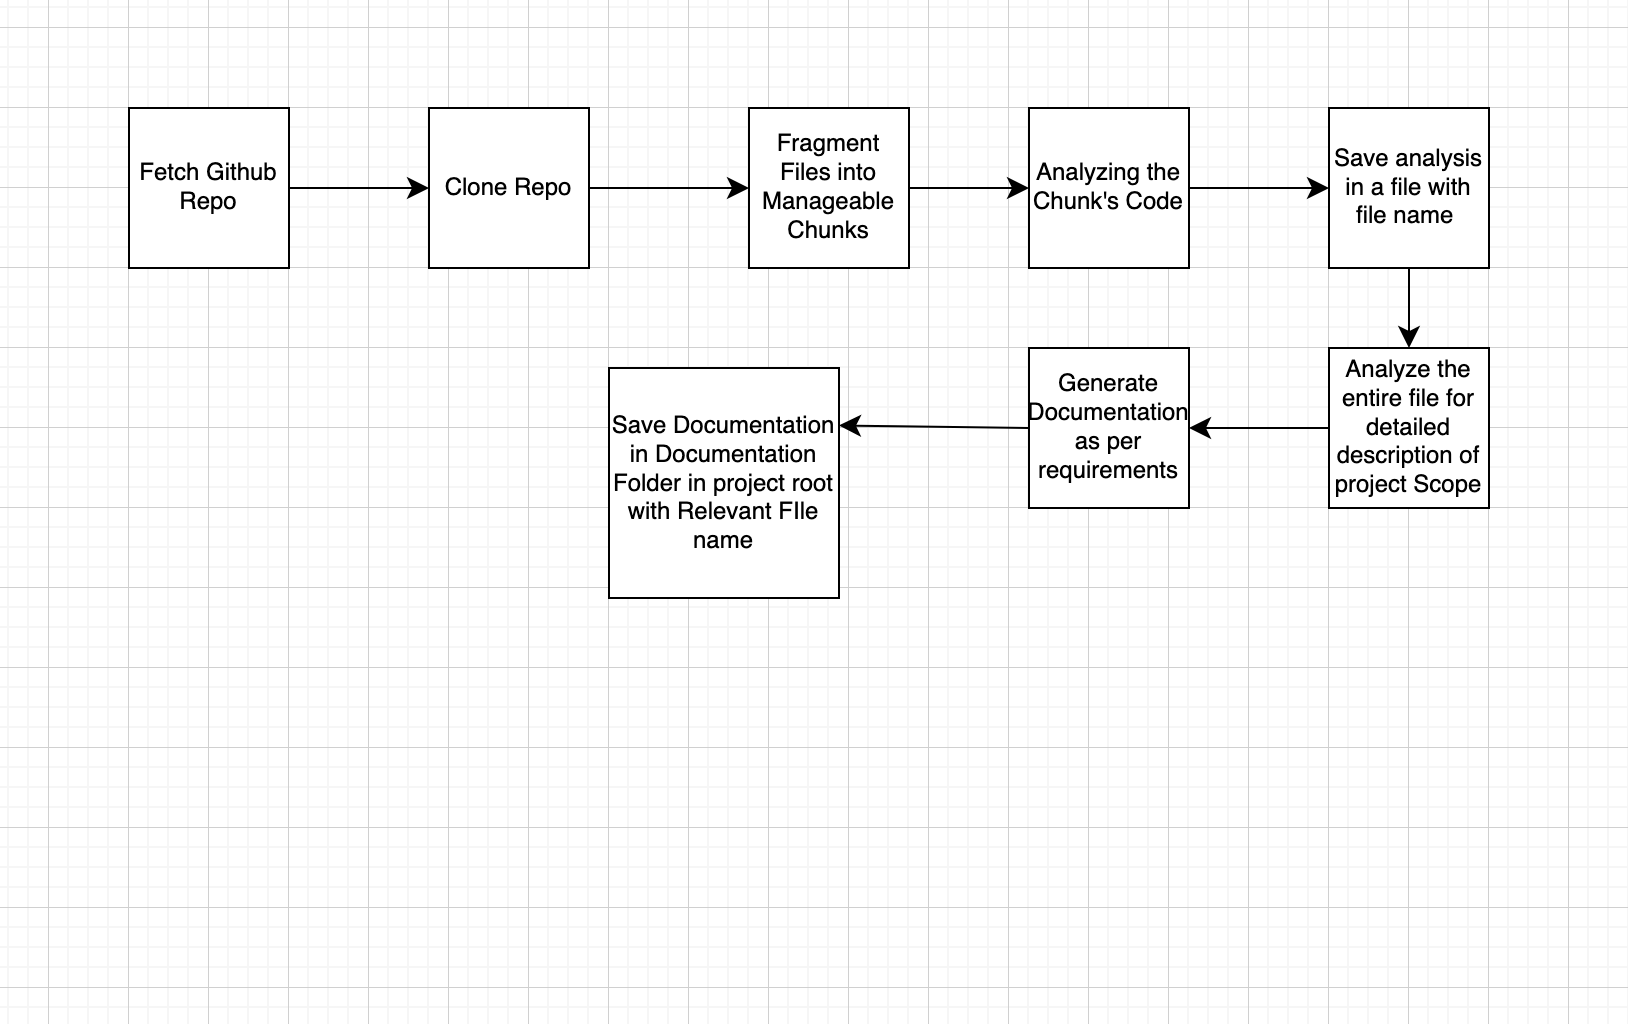 Fetch Github
Repo
Clone Repo
Fragment
Files into
Manageable
Chunks
Analyzing the
Chunk's Code
Save analysis
in a file with
file name
Analyze the
entire file for
detailed
description of
project Scope
Generate
Documentation
as per
requirements
Save Documentation
in Documentation
Folder in project root
with Relevant FIle
name